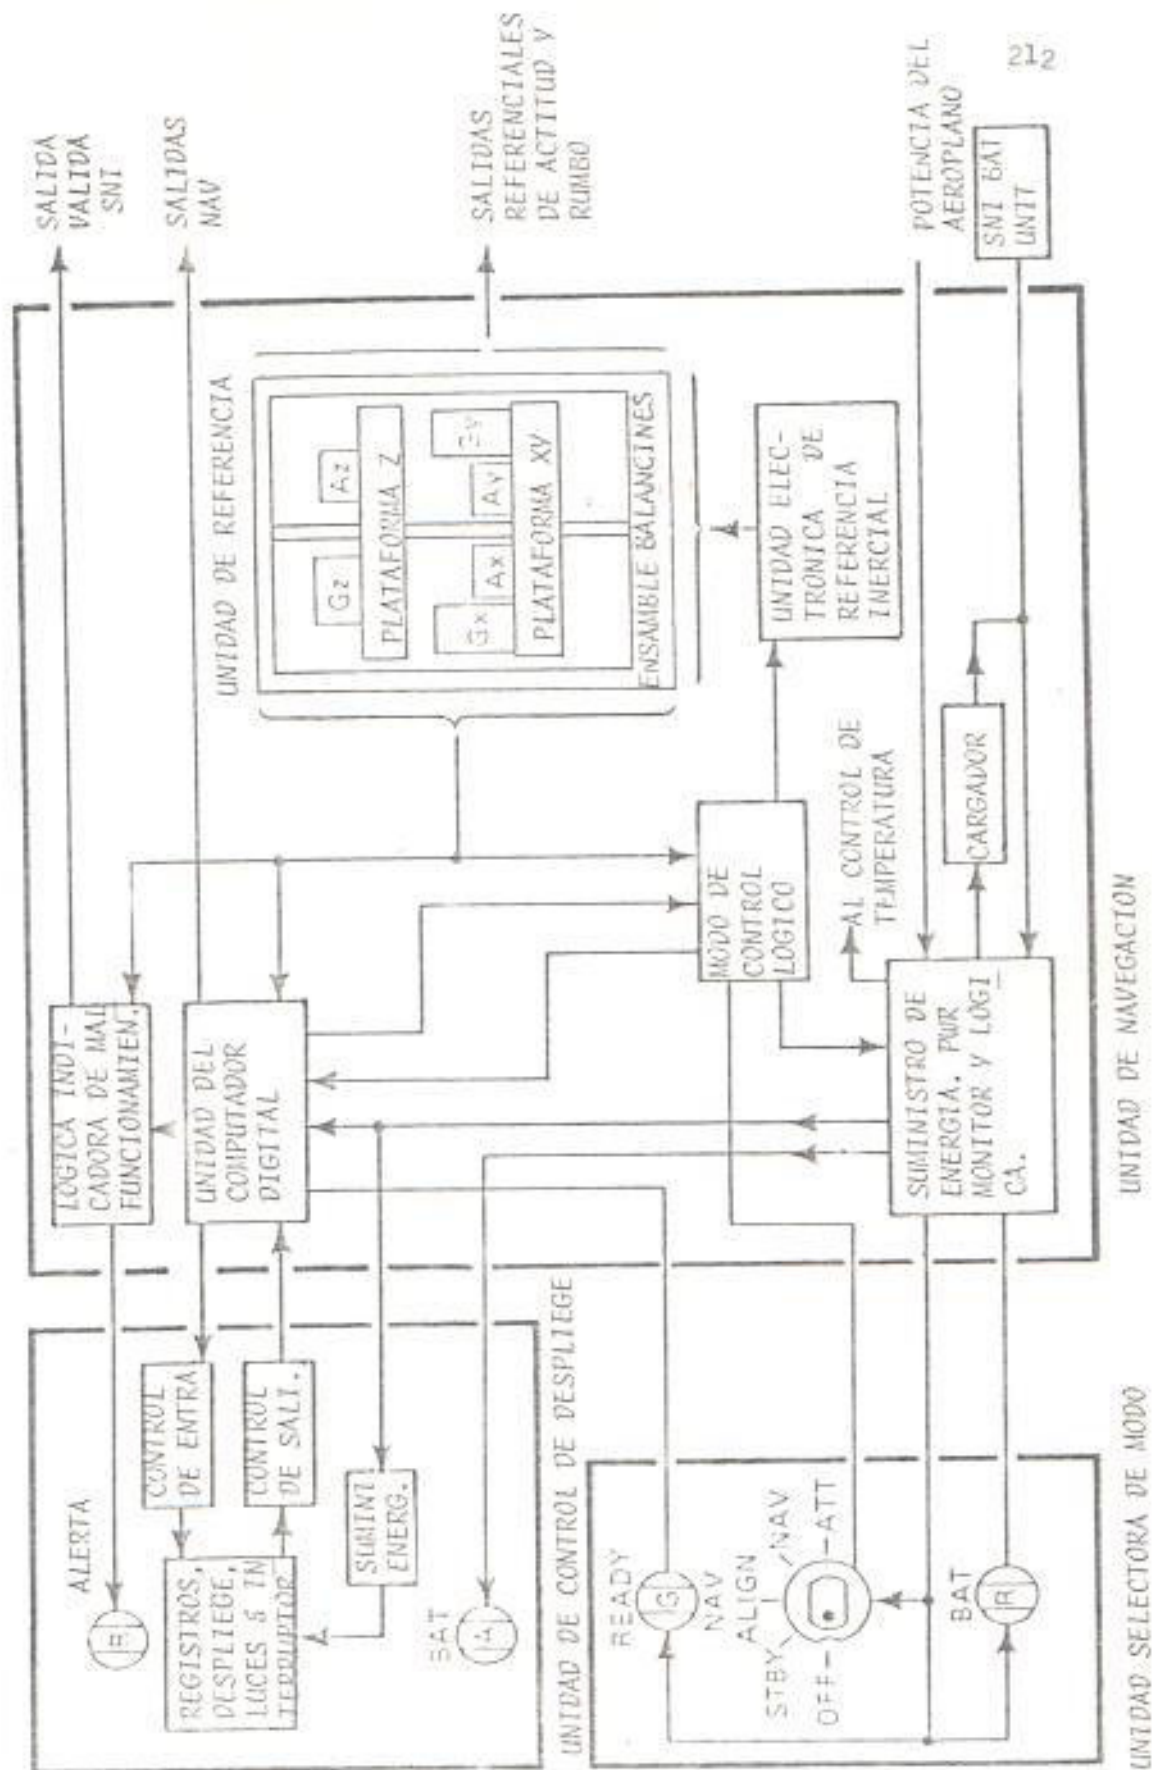 212
SALIDA
VALIDA
SNI
SALIDAS
NAV
SALIDAS
REFERENCIALES
DE ACTITUD Y
RUMBO
POTENCIA DEL
AEROPLANO
SNI BAT
UNIT
UNIDAD DE REFERENCIA
Gz
Az
PLATAFORMA Z
Gx
Ax
Ay
PLATAFORMA XY
ENSAMBLE BALANCINES
UNIDAD ELEC-
TRONICA DE
REFERENCIA
INERCIAL
MODO DE
CONTROL
LOGICO
AL CONTROL DE
TEMPERATURA
CARGADOR
LOGICA INDI-
CADORA DE MAL
FUNCIONAMIEN.
UNIDAD DEL
COMPUTADOR
DIGITAL
SUMINISTRO DE
ENERGIA. PWR
MONITOR Y LOGI
CA.
UNIDAD DE NAVEGACION
ALERTA
CONTROL
DE ENTRA
CONTROL
DE SALI.
REGISTROS,
DESPLIEGE,
LUCES & IN
TERRUPTOR
SUMINI
ENERG.
BAT
A
UNIDAD DE CONTROL DE DESPLIEGE
READY
G
NAV
OFF
STBY
ALIGN
NAV
ATT
BAT
R
UNIDAD SELECTORA DE MODO